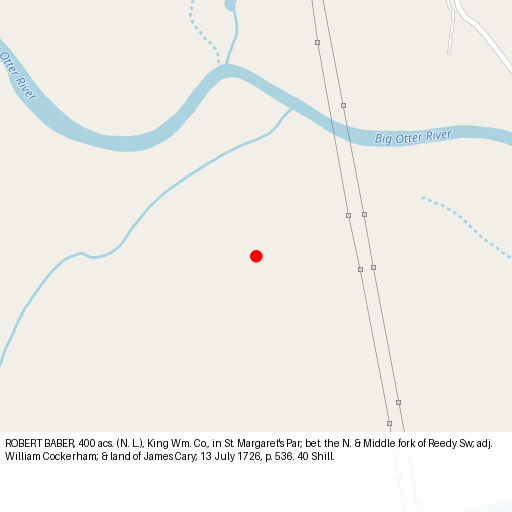 Otter River
Big Otter River
ROBERT BABER, 400 acs. (N. L.), King Wm. Co., in St. Margaret's Par; bet. the N. & Middle fork of Reedy Sw; adj.
William Cockerham; & land of James Cary; 13 July 1726, p. 536. 40 Shill.